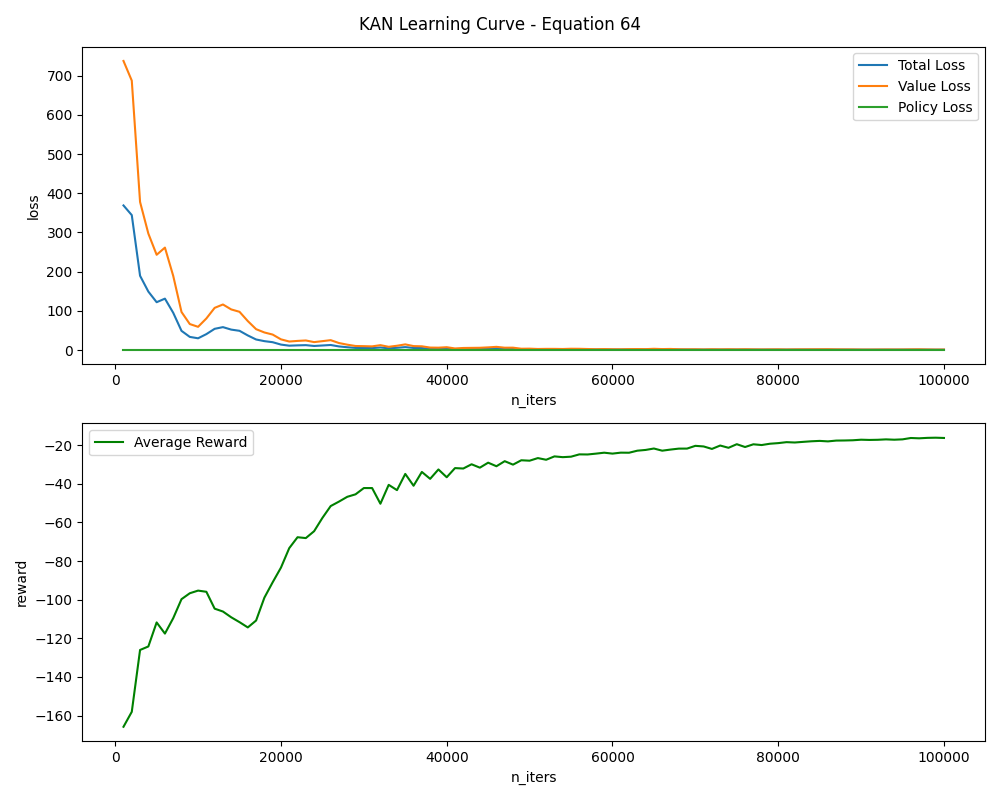 KAN Learning Curve - Equation 64
700
600
500
400
300
200
100
0
loss
Total Loss
Value Loss
Policy Loss
0 20000 40000 60000 80000 100000
n_iters
Average Reward
−20
−40
−60
−80
−100
−120
−140
−160
reward
0 20000 40000 60000 80000 100000
n_iters